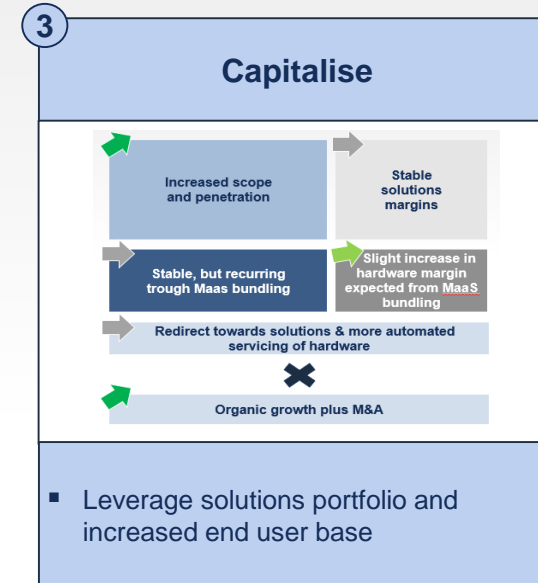 3
Capitalise
Increased scope
and penetration
Stable
solutions
margins
Stable, but recurring
trough Maas bundling
Slight increase in
hardware margin
expected from MaaS
bundling
Redirect towards solutions & more automated
servicing of hardware
Organic growth plus M&A
▪ Leverage solutions portfolio and
increased end user base